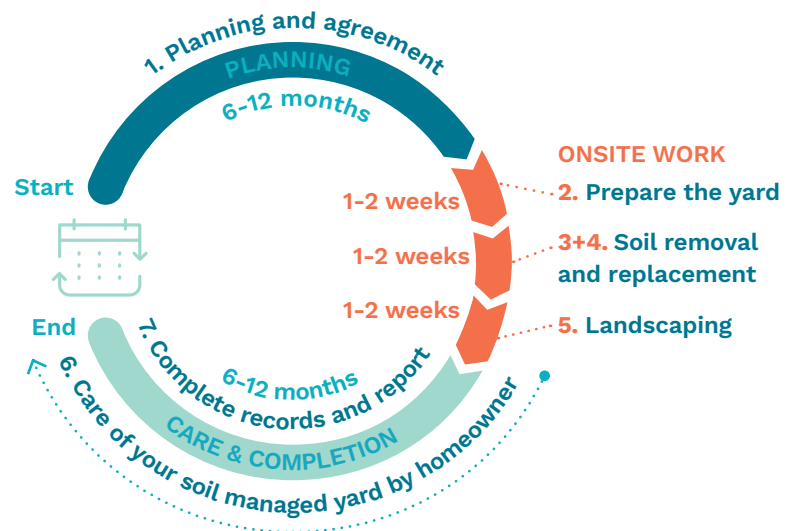 1. Planning and agreement
PLANNING
6-12 months
Start
ONSITE WORK
1-2 weeks
2. Prepare the yard
1-2 weeks
3+4. Soil removal
and replacement
1-2 weeks
5. Landscaping
End
6-12 months
7. Complete records and report
CARE & COMPLETION
6. Care of your soil managed yard by homeowner